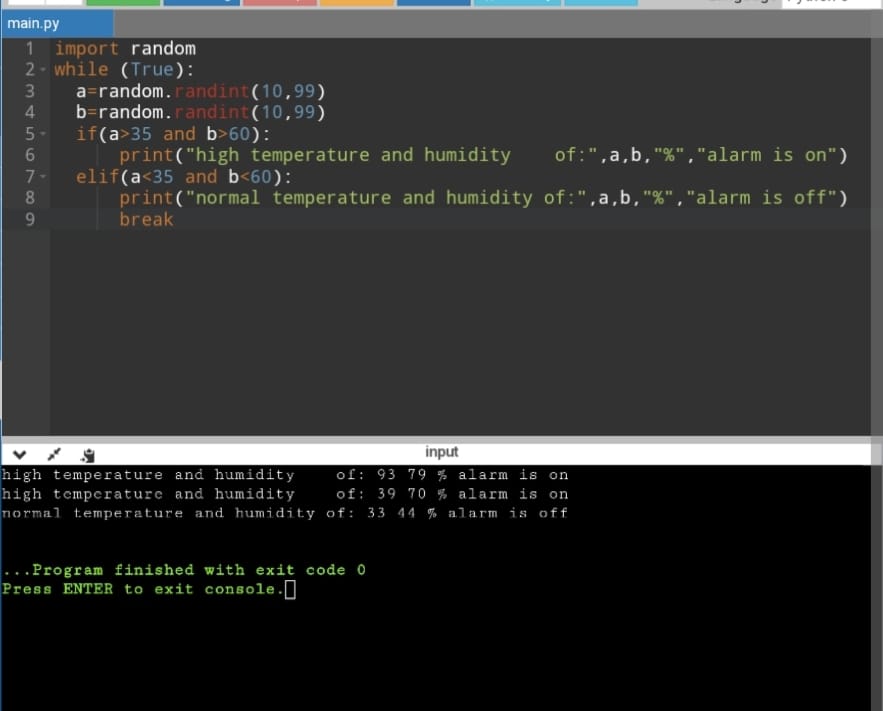 main.py
1 import random
2 while (True):
3   a=random.randint(10,99)
4   b=random.randint(10,99)
5   if(a>35 and b>60):
6       print("high temperature and humidity    of:",a,b,"%","alarm is on")
7   elif(a<35 and b<60):
8       print("normal temperature and humidity of:",a,b,"%","alarm is off")
9       break
input
high temperature and humidity    of: 93 79 % alarm is on
high temperature and humidity    of: 39 70 % alarm is on
normal temperature and humidity of: 33 44 % alarm is off
...Program finished with exit code 0
Press ENTER to exit console.